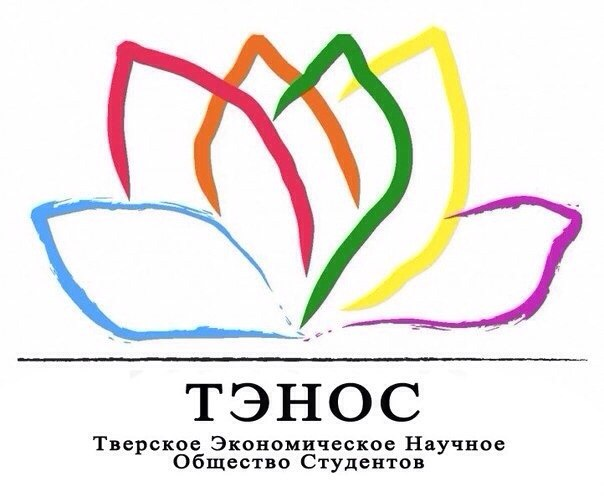 ТЭНОС
Тверское Экономическое Научное
Общество Студентов